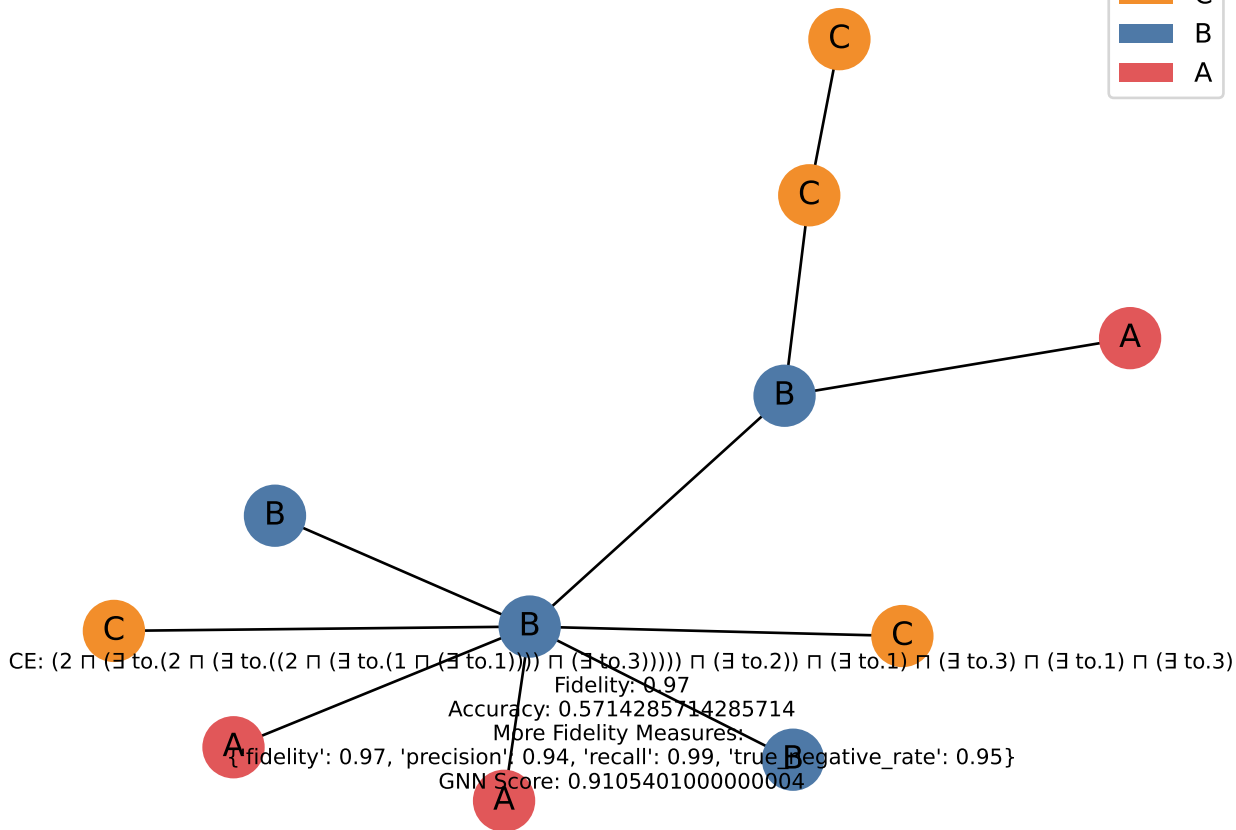 C
C
B
A
C
A
B
B
C
B
C
CE: (2 ⊓ (∃ to.(2 ⊓ (∃ to.((2 ⊓ (∃ to.(1 ⊓ (∃ to.1)))) ⊓ (∃ to.3))))) ⊓ (∃ to.2)) ⊓ (∃ to.1) ⊓ (∃ to.3) ⊓ (∃ to.1) ⊓ (∃ to.3)
Fidelity: 0.97
Accuracy: 0.5714285714285714
More Fidelity Measures:
A
{'fidelity': 0.97, 'precision': 0.94, 'recall': 0.99, 'true_negative_rate': 0.95}
B
GNN Score: 0.9105401000000004
A